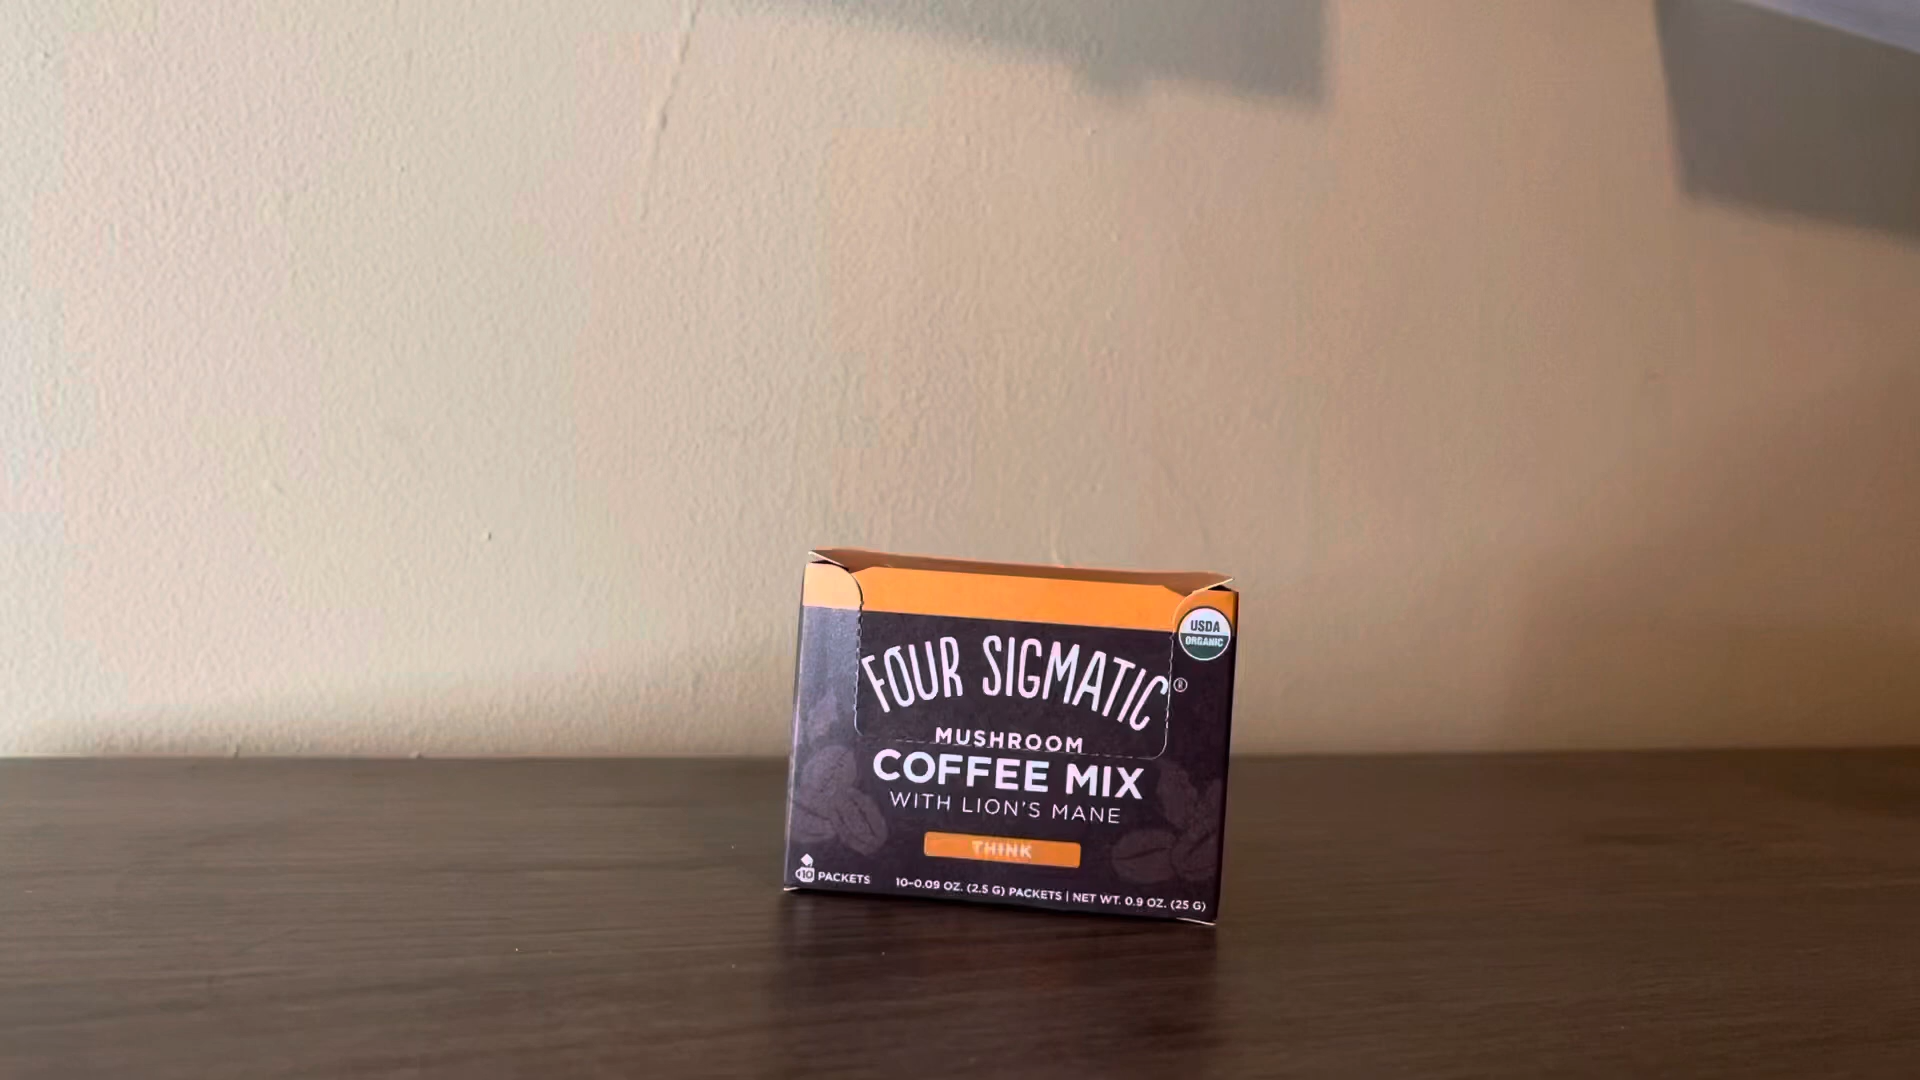 USDA
ORGANIC
FOUR SIGMATIC®
MUSHROOM
COFFEE MIX
WITH LION'S MANE
THINK
10 PACKETS
10-0.09 OZ. (2.5 G) PACKETS | NET WT. 0.9 OZ. (25 G)